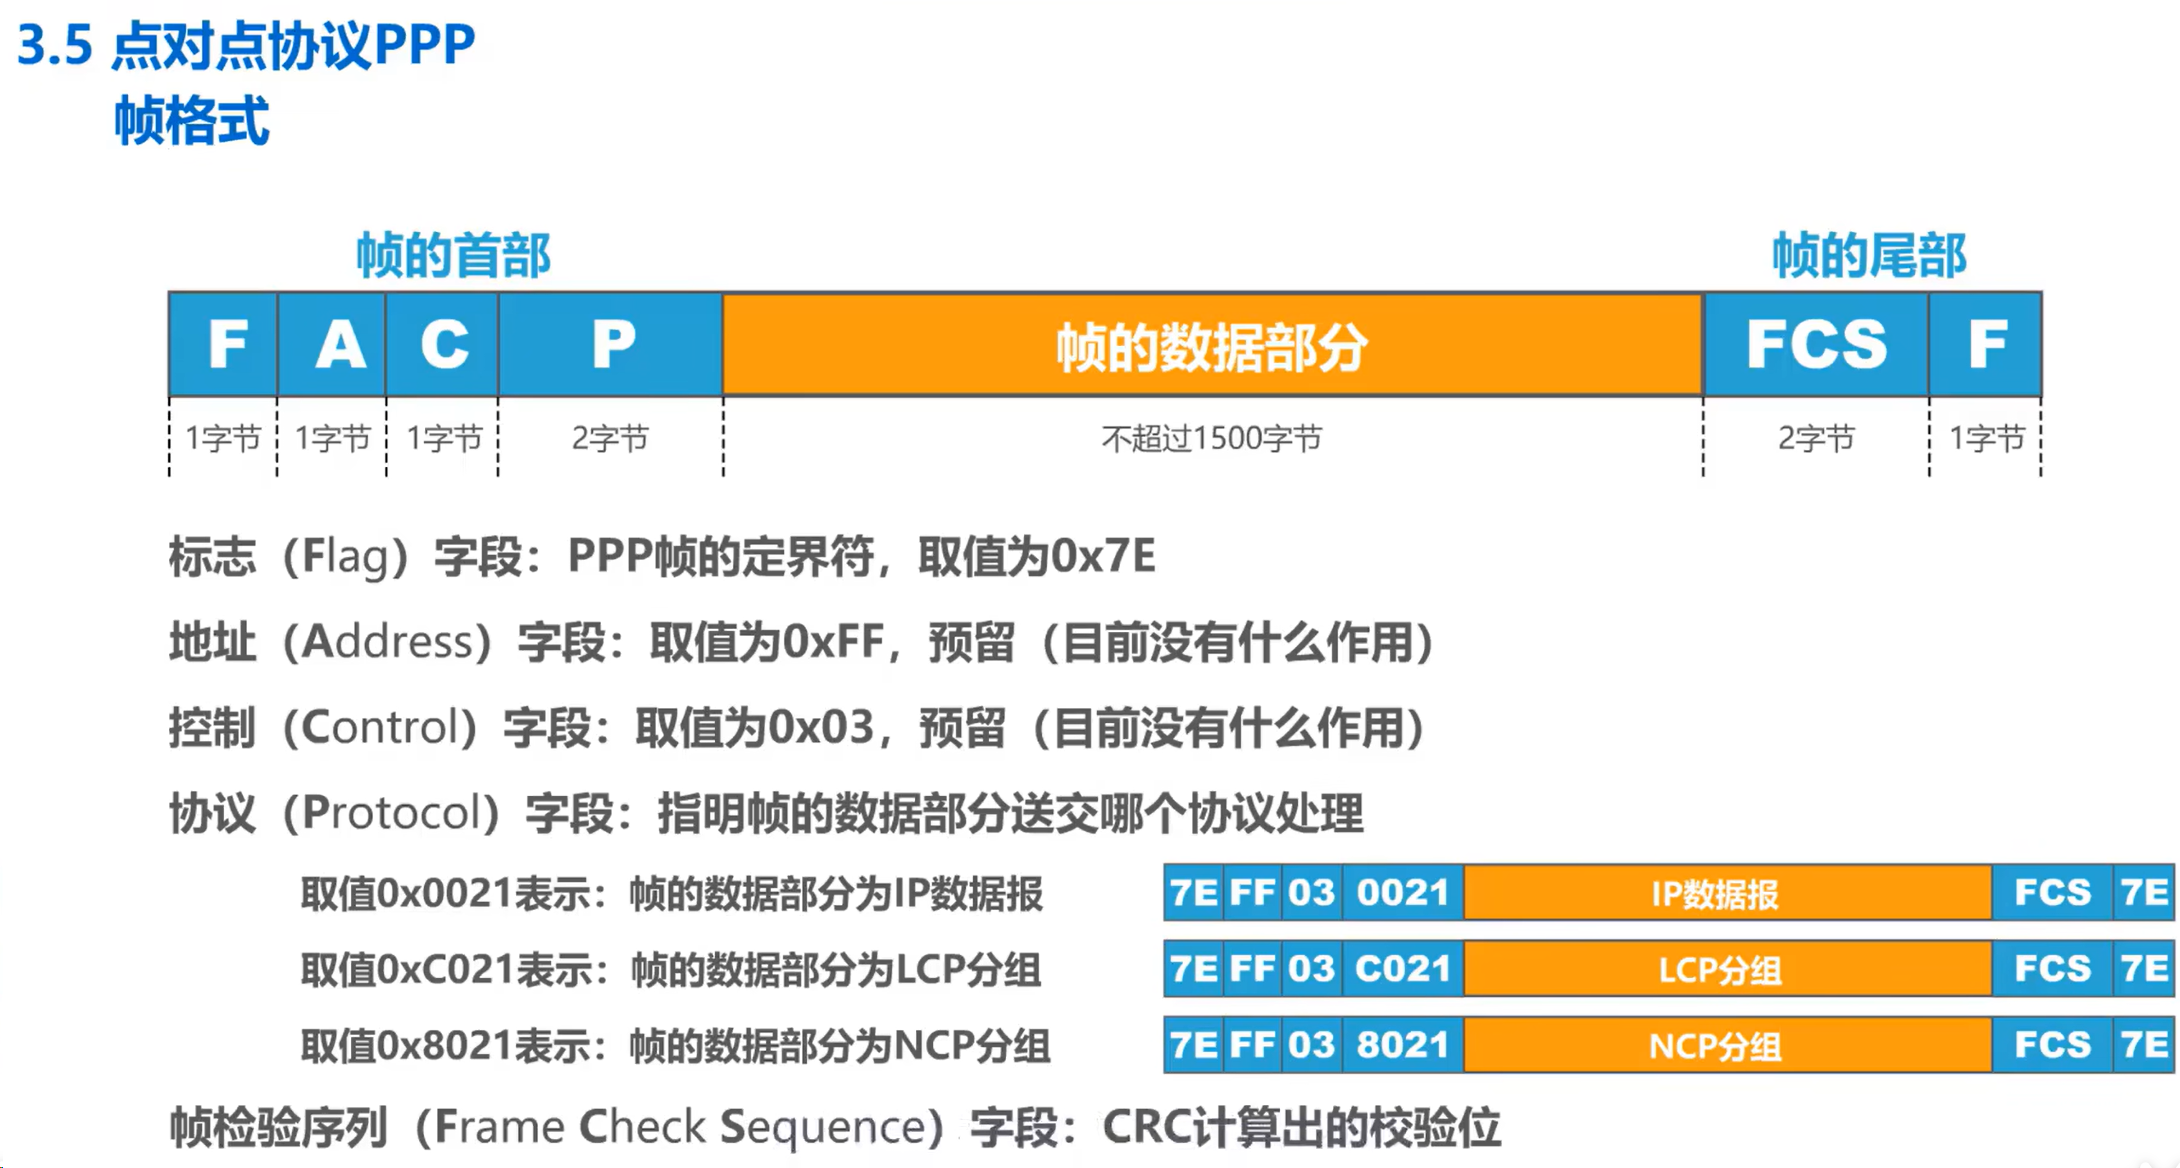 3.5 点对点协议PPP
帧格式
帧的首部
帧的尾部
F A C P 帧的数据部分 FCS F
1字节 1字节 1字节 2字节 不超过1500字节 2字节 1字节
标志（Flag）字段：PPP帧的定界符，取值为0x7E
地址（Address）字段：取值为0xFF，预留（目前没有什么作用）
控制（Control）字段：取值为0x03，预留（目前没有什么作用）
协议（Protocol）字段：指明帧的数据部分送交哪个协议处理
取值0x0021表示：帧的数据部分为IP数据报
7E FF 03 0021 IP数据报 FCS 7E
取值0xC021表示：帧的数据部分为LCP分组
7E FF 03 C021 LCP分组 FCS 7E
取值0x8021表示：帧的数据部分为NCP分组
7E FF 03 8021 NCP分组 FCS 7E
帧检验序列（Frame Check Sequence）字段：CRC计算出的校验位